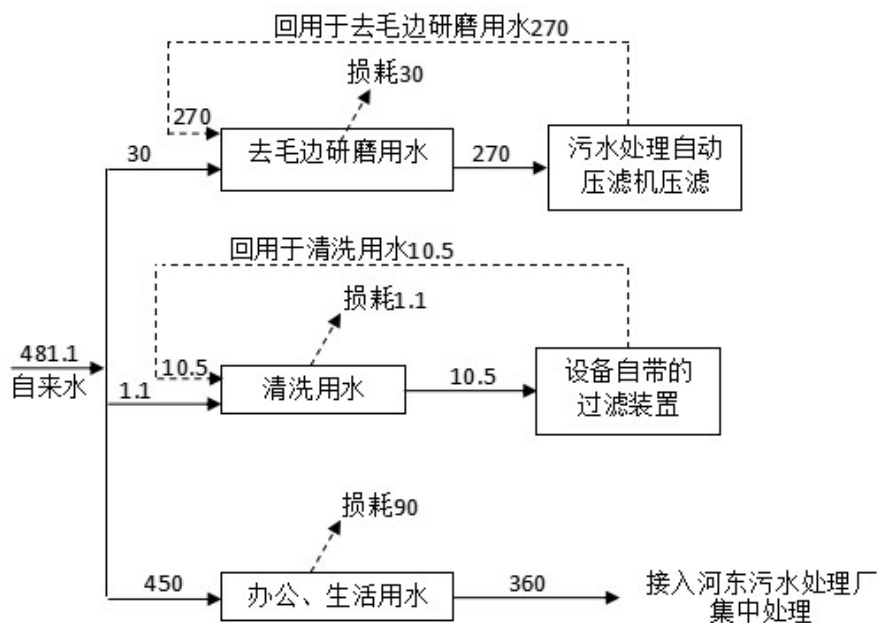 回用于去毛边研磨用水270
损耗30
270
30
去毛边研磨用水
270
污水处理自动
压滤机压滤
回用于清洗用水10.5
损耗1.1
481.1
自来水
10.5
1.1
清洗用水
10.5
设备自带的
过滤装置
损耗90
450
办公、生活用水
360
接入河东污水处理厂
集中处理